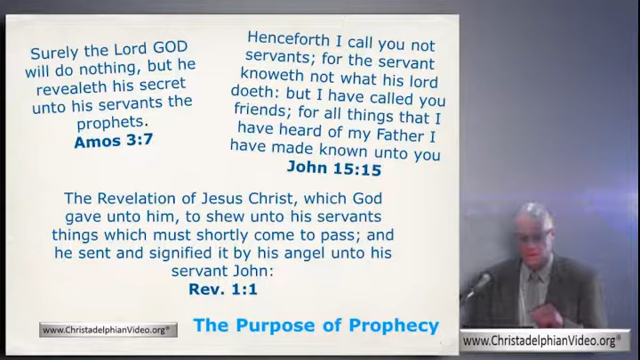 Surely the Lord GOD
will do nothing, but he
revealeth his secret
unto his servants the
prophets.
Amos 3:7
Henceforth I call you not
servants; for the servant
knoweth not what his lord
doeth: but I have called you
friends; for all things that I
have heard of my Father I
have made known unto you
John 15:15
The Revelation of Jesus Christ, which God
gave unto him, to shew unto his servants
things which must shortly come to pass; and
he sent and signified it by his angel unto his
servant John:
Rev. 1:1
www.ChristadelphianVideo.org®
The Purpose of Prophecy
www.ChristadelphianVideo.org®